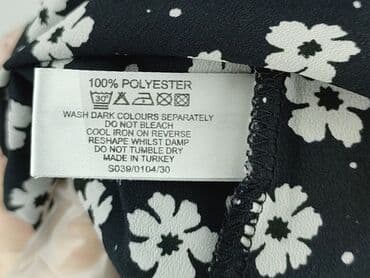 100% POLYESTER
30°
WASH DARK COLOURS SEPARATELY
DO NOT BLEACH
COOL IRON ON REVERSE
RESHAPE WHILST DAMP
DO NOT TUMBLE DRY
MADE IN TURKEY
S039/0104/30